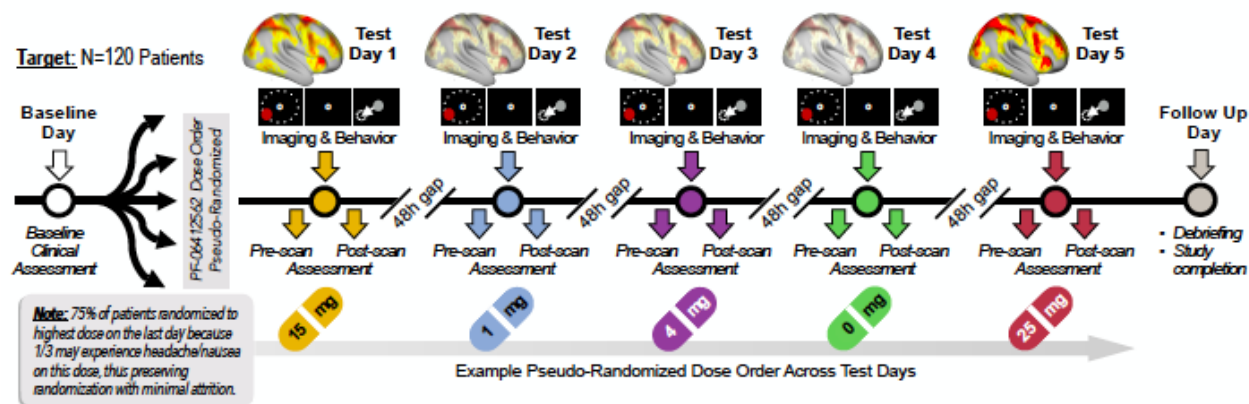 Target: N=120 Patients
Baseline
Day
Baseline
Clinical
Assessment
PF-06412562 Dose Order
Pseudo-Randomized
Test
Day 1
Imaging & Behavior
Pre-scan Post-scan
Assessment
15 mg
48h gap
Test
Day 2
Imaging & Behavior
Pre-scan Post-scan
Assessment
1 mg
48h gap
Test
Day 3
Imaging & Behavior
Pre-scan Post-scan
Assessment
4 mg
48h gap
Test
Day 4
Imaging & Behavior
Pre-scan Post-scan
Assessment
0 mg
48h gap
Test
Day 5
Imaging & Behavior
Pre-scan Post-scan
Assessment
25 mg
Follow Up
Day
• Debriefing
• Study
completion
Note: 75% of patients randomized to
highest dose on the last day because
1/3 may experience headache/nausea
on this dose, thus preserving
randomization with minimal attrition.
Example Pseudo-Randomized Dose Order Across Test Days